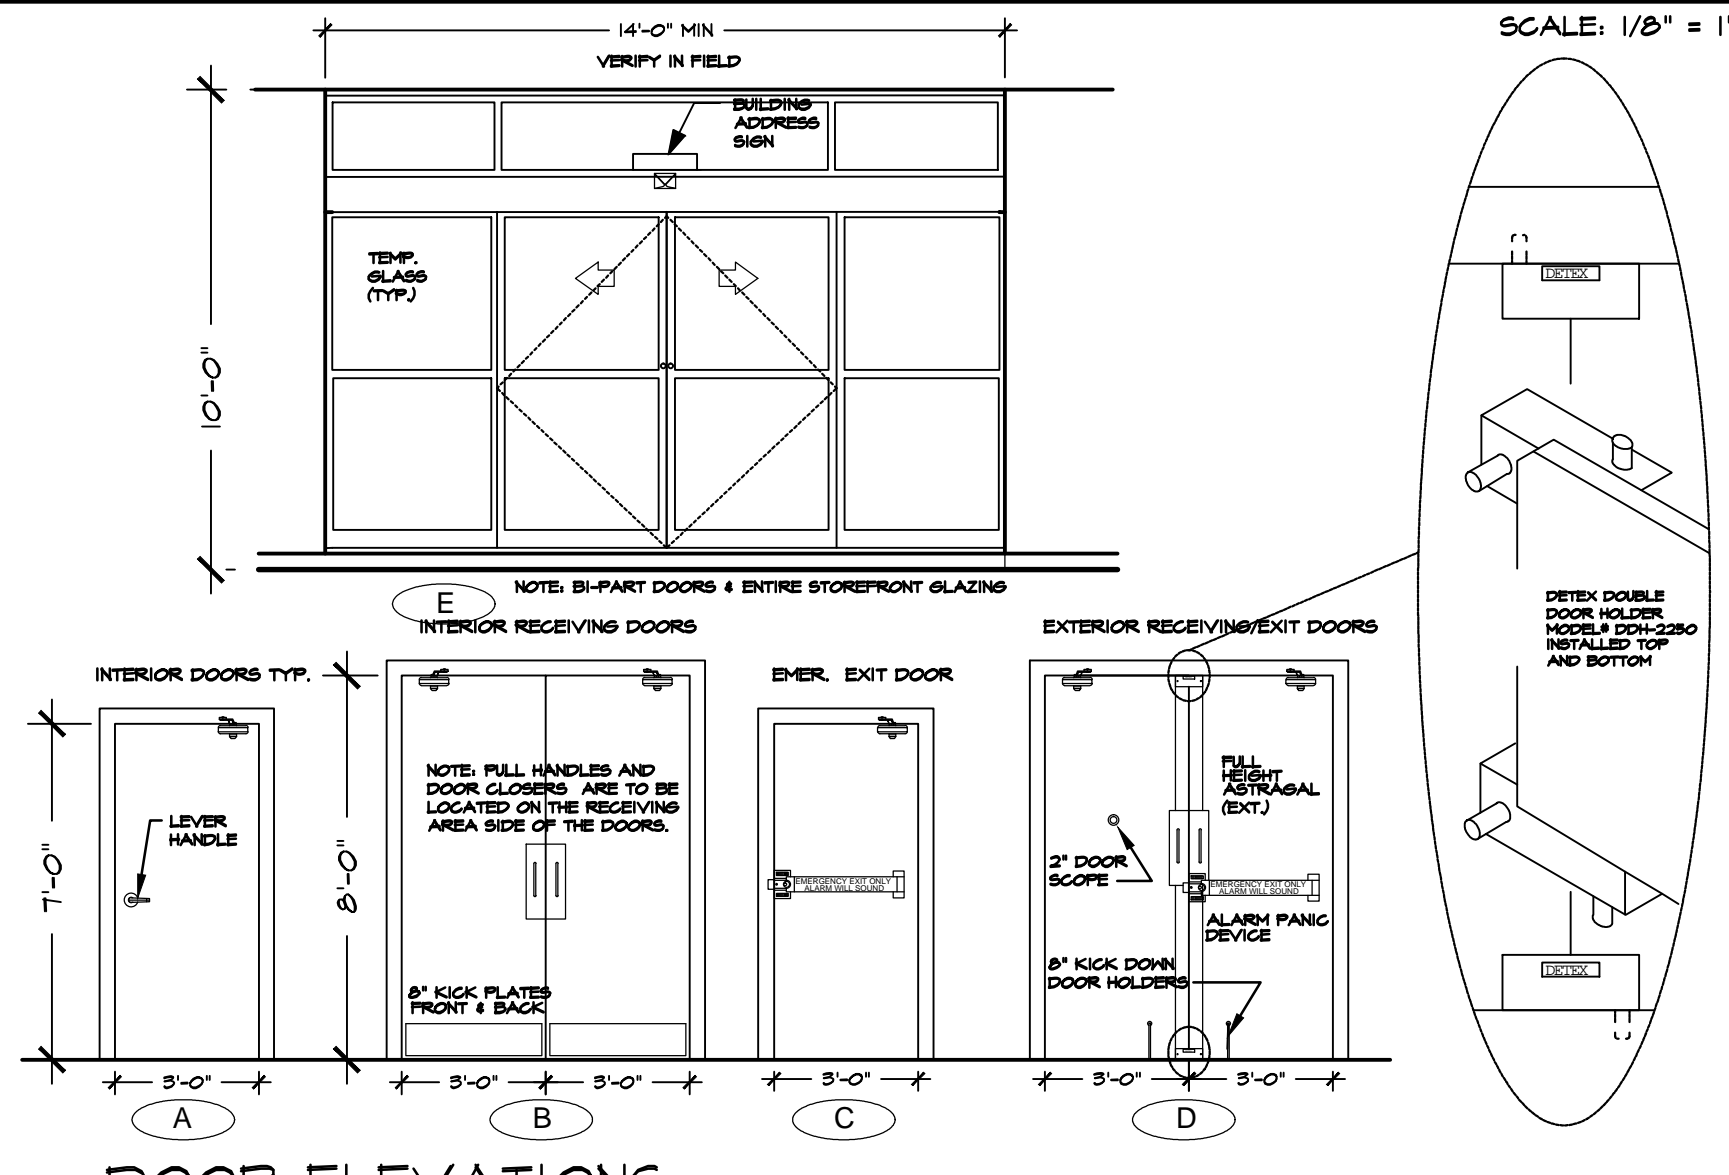 SCALE: 1/8" = 1'
14'-0" MIN
VERIFY IN FIELD
BUILDING
ADDRESS
SIGN
TEMP.
GLASS
(TYP.)
10'-0"
E
NOTE: BI-PART DOORS & ENTIRE STOREFRONT GLAZING
DETEX
DETEX DOUBLE
DOOR HOLDER
MODEL# DDH-2250
INSTALLED TOP
AND BOTTOM
DETEX
INTERIOR DOORS TYP.
7'-0"
LEVER
HANDLE
3'-0"
A
INTERIOR RECEIVING DOORS
8'-0"
NOTE: PULL HANDLES AND
DOOR CLOSERS ARE TO BE
LOCATED ON THE RECEIVING
AREA SIDE OF THE DOORS.
8" KICK PLATES
FRONT & BACK
3'-0" 3'-0"
B
EMER. EXIT DOOR
EMERGENCY EXIT ONLY
ALARM WILL SOUND
3'-0"
C
EXTERIOR RECEIVING/EXIT DOORS
FULL
HEIGHT
ASTRAGAL
(EXT.)
2" DOOR
SCOPE
EMERGENCY EXIT ONLY
ALARM WILL SOUND
ALARM PANIC
DEVICE
8" KICK DOWN
DOOR HOLDERS
3'-0" 3'-0"
D
DOOR ELEVATIONS